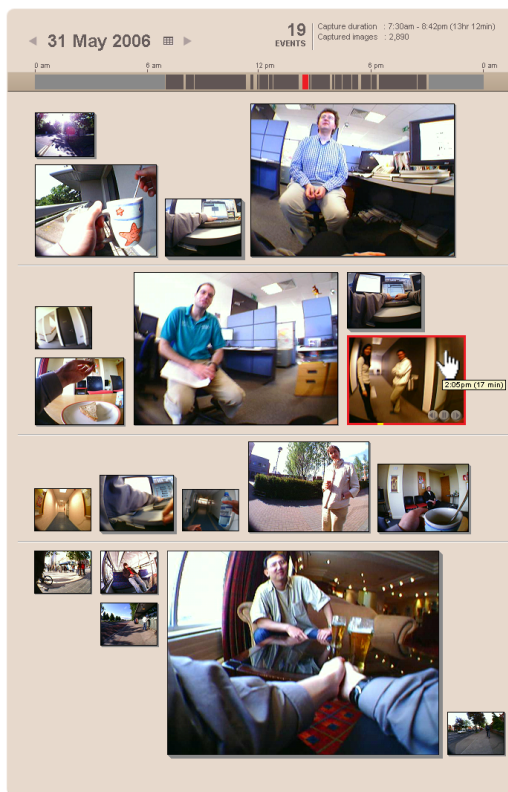 31 May 2006
19
EVENTS
Capture duration : 7:30am - 8:42pm (13hr 12min)
Captured images : 2,890
0 am
6 am
12 pm
6 pm
0 am
2:05pm (17 min)